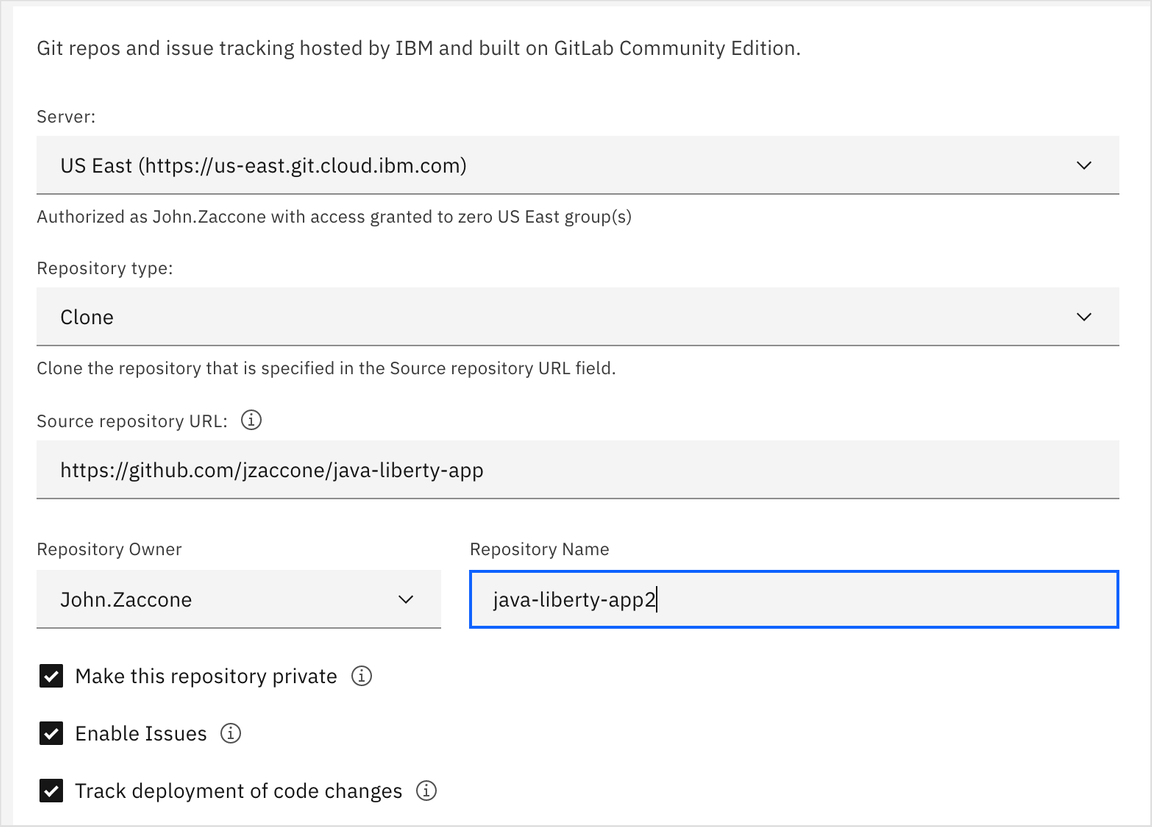 Git repos and issue tracking hosted by IBM and built on GitLab Community Edition.
Server:
US East (https://us-east.git.cloud.ibm.com)
Authorized as John.Zaccone with access granted to zero US East group(s)
Repository type:
Clone
Clone the repository that is specified in the Source repository URL field.
Source repository URL:
https://github.com/jzaccone/java-liberty-app
Repository Owner
Repository Name
John.Zaccone
java-liberty-app2
Make this repository private
Enable Issues
Track deployment of code changes